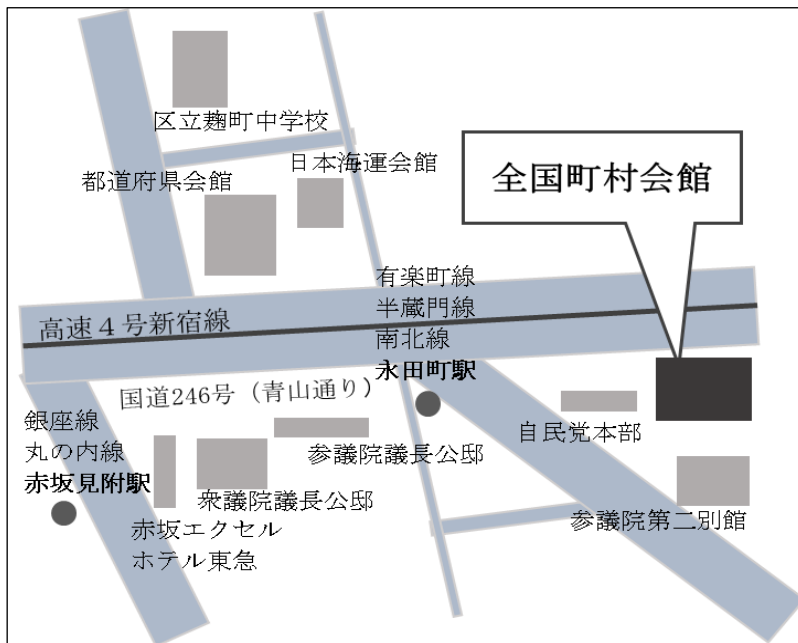 区立麴町中学校
日本海運会館
都道府県会館
全国町村会館
有楽町線
半蔵門線
南北線
永田町駅
高速４号新宿線
国道246号（青山通り）
銀座線
丸の内線
赤坂見附駅
自民党本部
参議院議長公邸
衆議院議長公邸
参議院第二別館
赤坂エクセル
ホテル東急